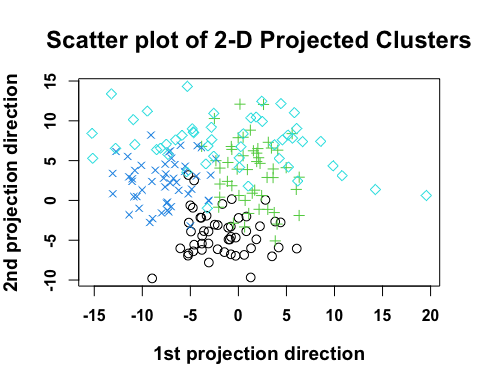 Scatter plot of 2-D Projected Clusters
2nd projection direction
15
10
5
0
-5
-10
-15 -10 -5 0 5 10 15 20
1st projection direction